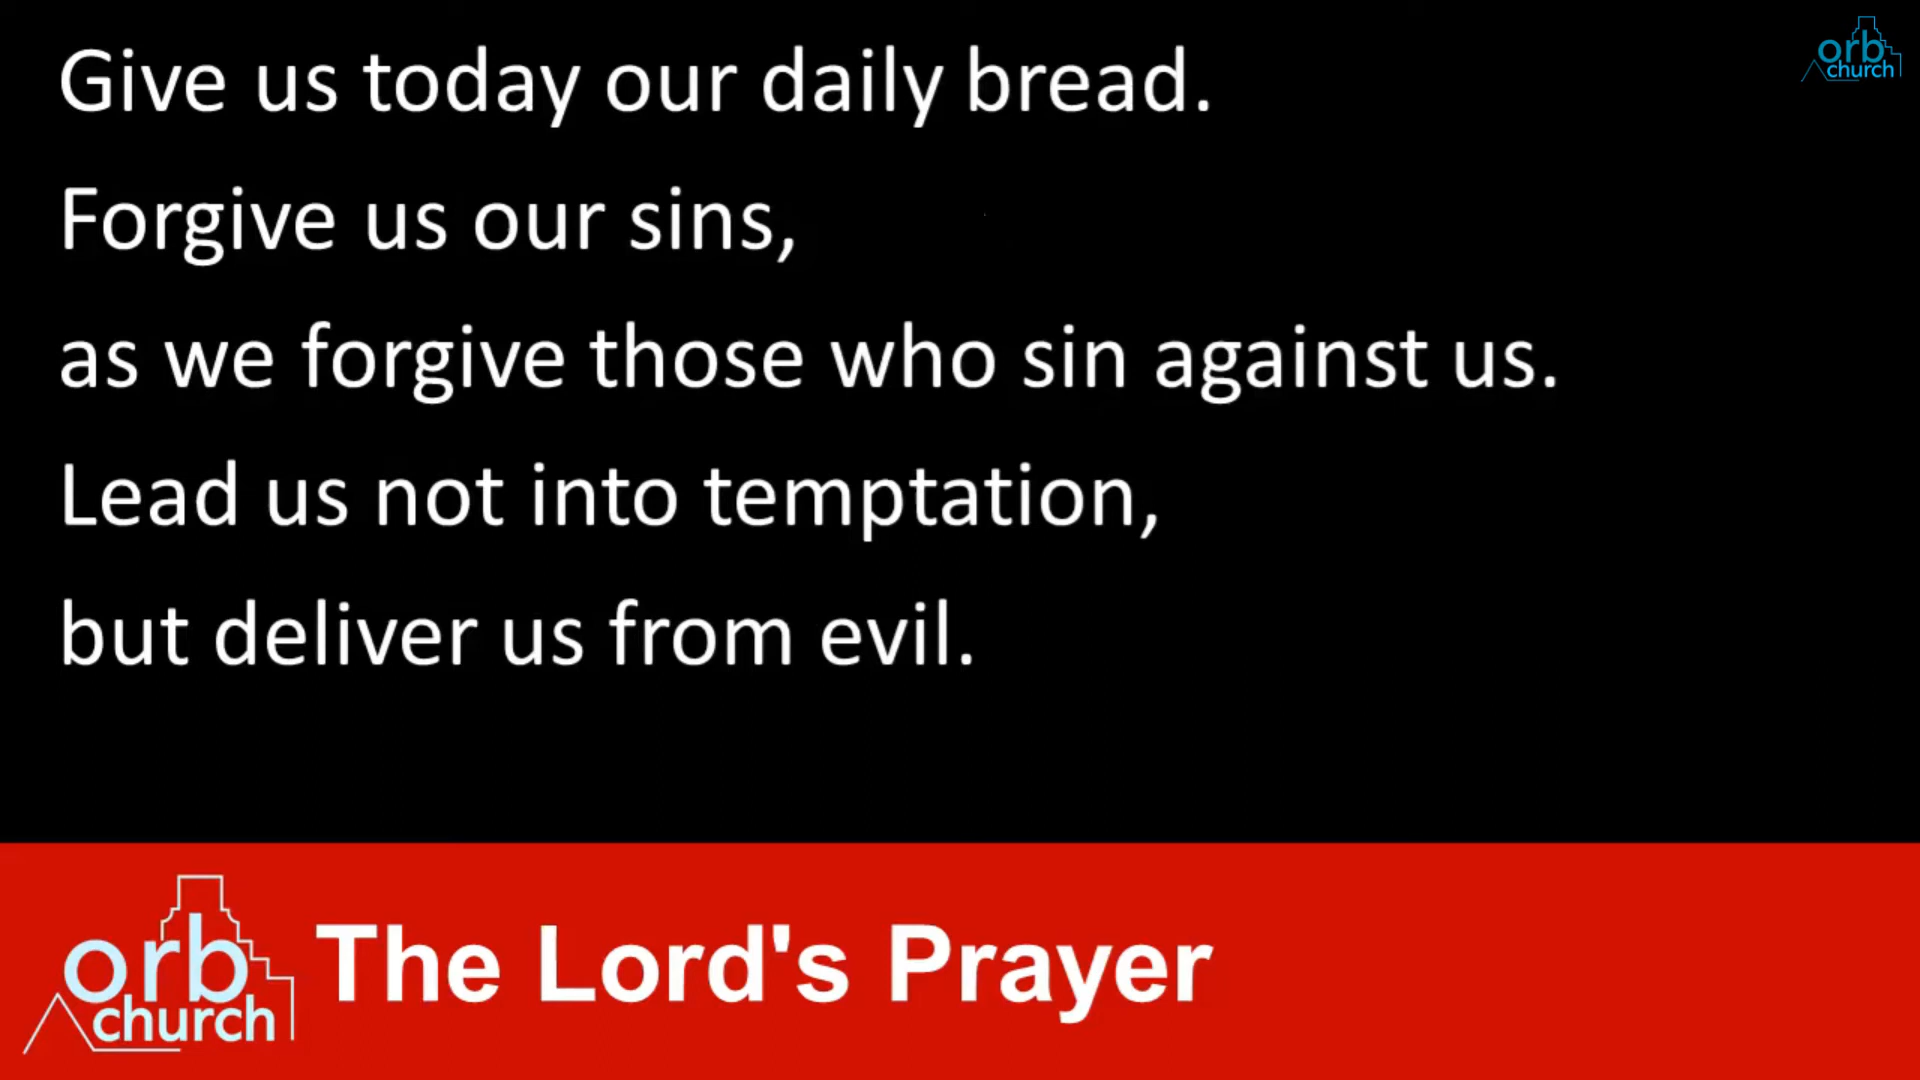 Give us today our daily bread.
Forgive us our sins,
as we forgive those who sin against us.
Lead us not into temptation,
but deliver us from evil.
orb
church
orb
church
The Lord's Prayer